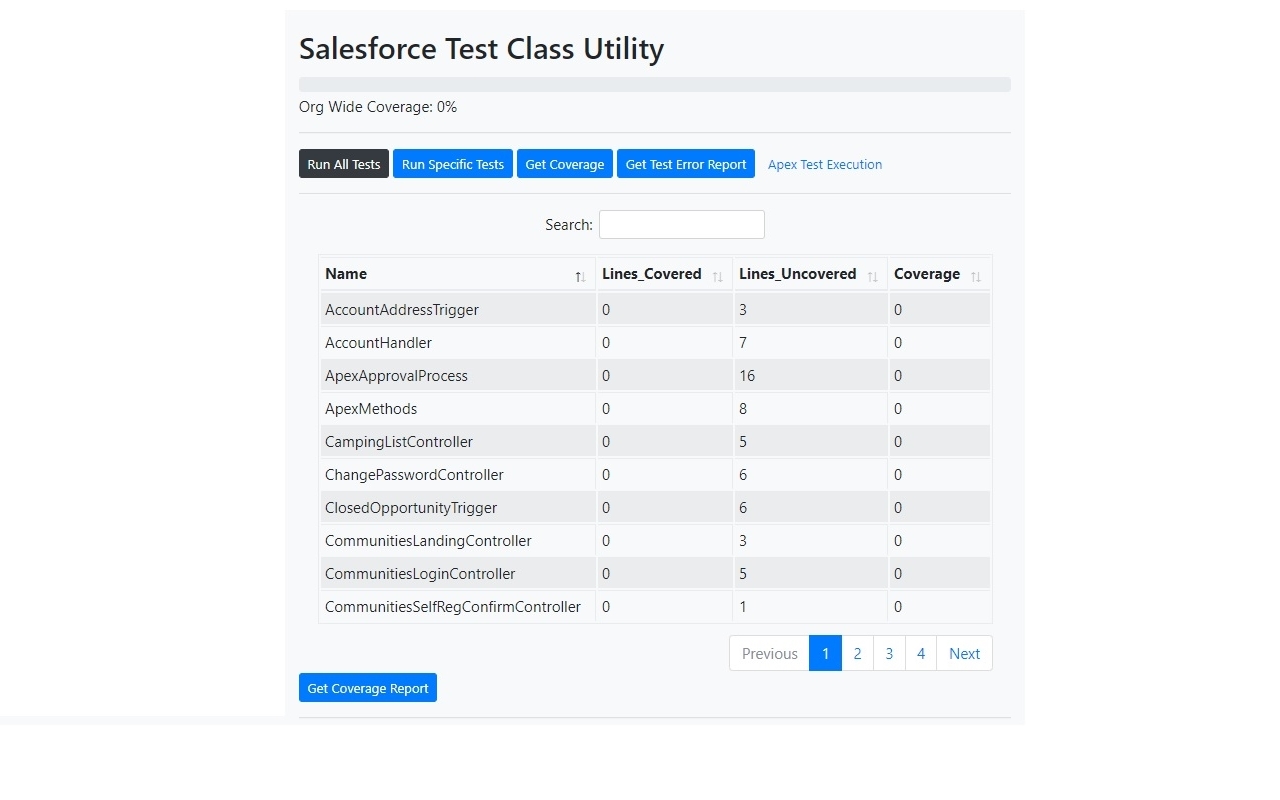 Salesforce Test Class Utility
Org Wide Coverage: 0%
Run All Tests Run Specific Tests Get Coverage Get Test Error Report Apex Test Execution
Search:
Name Lines_Covered Lines_Uncovered Coverage
AccountAddressTrigger 0 3 0
AccountHandler 0 7 0
ApexApprovalProcess 0 16 0
ApexMethods 0 8 0
CampingListController 0 5 0
ChangePasswordController 0 6 0
ClosedOpportunityTrigger 0 6 0
CommunitiesLandingController 0 3 0
CommunitiesLoginController 0 5 0
CommunitiesSelfRegConfirmController 0 1 0
Previous 1 2 3 4 Next
Get Coverage Report